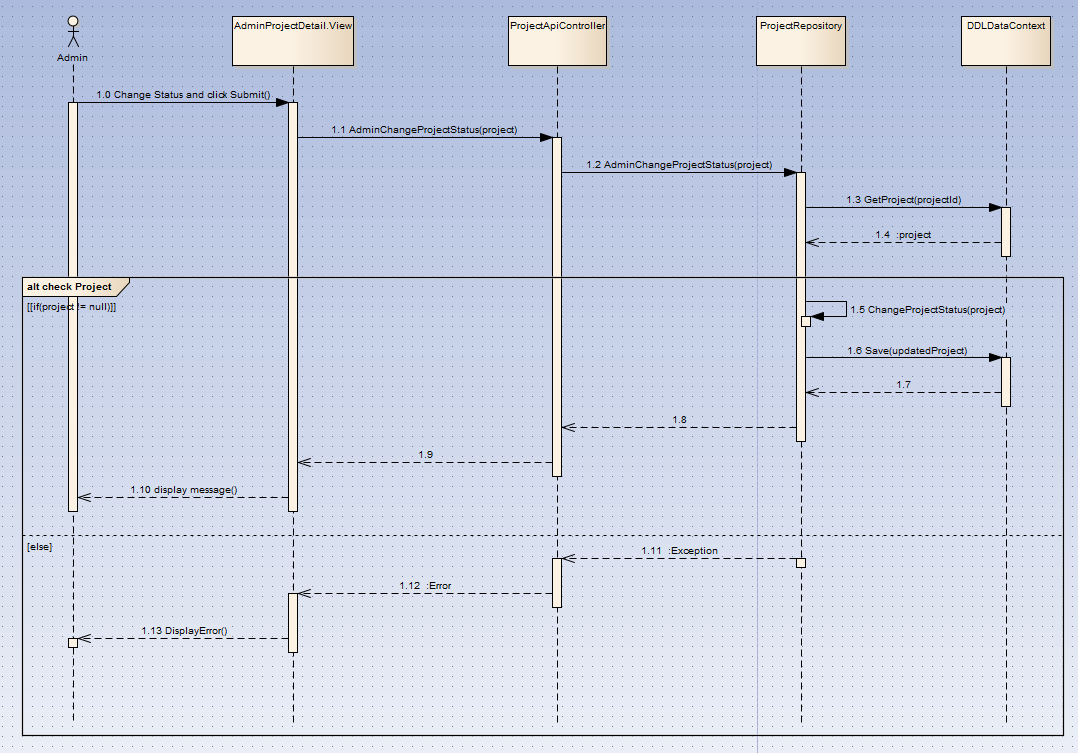 AdminProjectDetail.View
ProjectApiController
ProjectRepository
DDLDataContext
Admin
1.0 Change Status and click Submit()
1.1 AdminChangeProjectStatus(project)
1.2 AdminChangeProjectStatus(project)
1.3 GetProject(projectId)
1.4 :project
alt check Project
[[if(project != null)]]
1.5 ChangeProjectStatus(project)
1.6 Save(updatedProject)
1.7
1.8
1.9
1.10 display message()
[else]
1.11 :Exception
1.12 :Error
1.13 DisplayError()